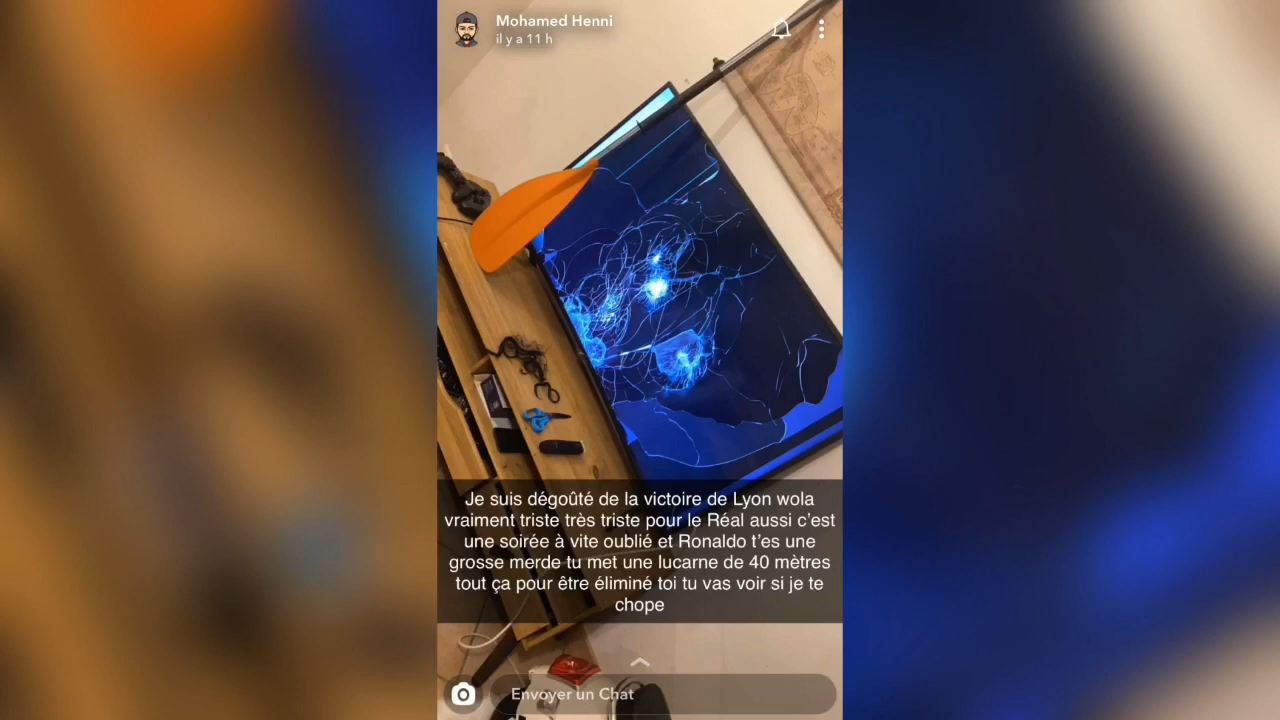 Mohamed Henni
il y a 11 h
Je suis dégoûté de la victoire de Lyon wola
vraiment triste très triste pour le Réal aussi c'est
une soirée à vite oublié et Ronaldo t'es une
grosse merde tu met une lucarne de 40 mètres
tout ça pour être éliminé toi tu vas voir si je te
chope
Envoyer un Chat